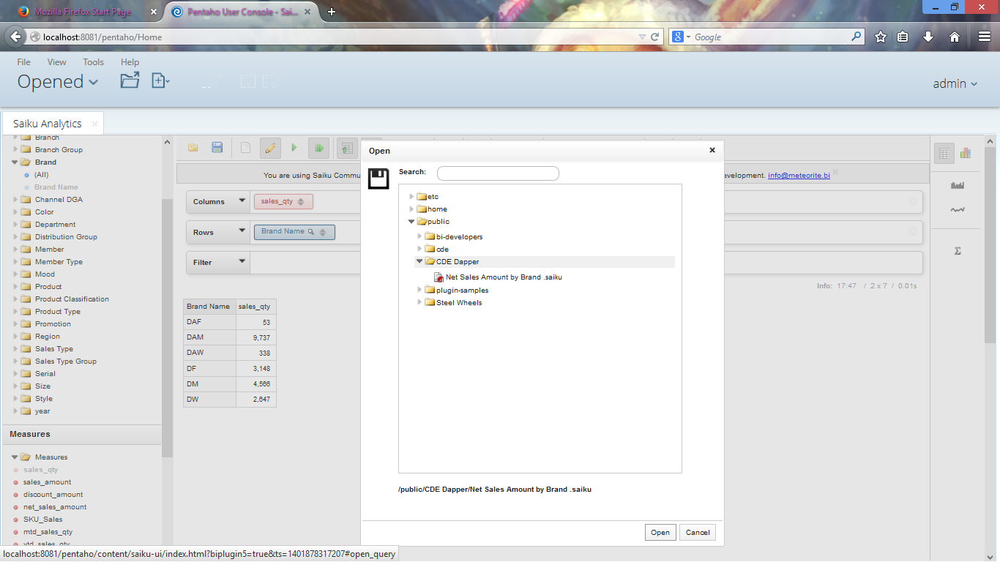 Mozilla Firefox Start Page
Pentaho User Console - Sai...
localhost:8081/pentaho/Home
Google
File View Tools Help
Opened
admin
Saiku Analytics
Branch
Branch Group
Brand
(All)
Brand Name
Channel DGA
Color
Department
Distribution Group
Member
Member Type
Mood
Product
Product Classification
Product Type
Promotion
Region
Sales Type
Sales Type Group
Serial
Size
Style
year
Measures
Measures
sales_qty
sales_amount
discount_amount
net_sales_amount
SKU_Sales
mtd_sales_qty
ytd_sales_qty
You are using Saiku Commu
evelopment. info@meteorite.bi
Columns sales_qty
Rows Brand Name
Filter
Info: 17:47 / 2 x 7 / 0.01s
Brand Name sales_qty
DAF 53
DAM 9,737
DAW 338
DF 3,148
DM 4,566
DW 2,647
Open
Search:
etc
home
public
bi-developers
cde
CDE Dapper
Net Sales Amount by Brand .saiku
plugin-samples
Steel Wheels
/public/CDE Dapper/Net Sales Amount by Brand .saiku
Open Cancel
localhost:8081/pentaho/content/saiku-ui/index.html?biplugin5=true&ts=1401878317207#open_query